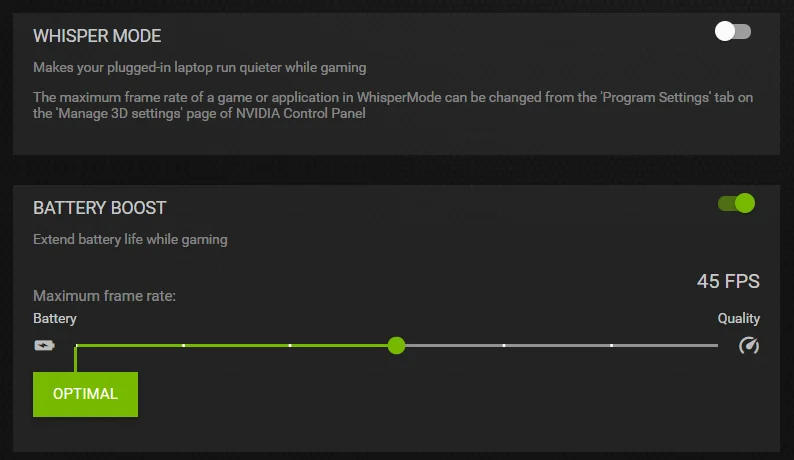 WHISPER MODE
Makes your plugged-in laptop run quieter while gaming
The maximum frame rate of a game or application in WhisperMode can be changed from the 'Program Settings' tab on
the 'Manage 3D settings' page of NVIDIA Control Panel
BATTERY BOOST
Extend battery life while gaming
45 FPS
Maximum frame rate:
Battery
Quality
OPTIMAL